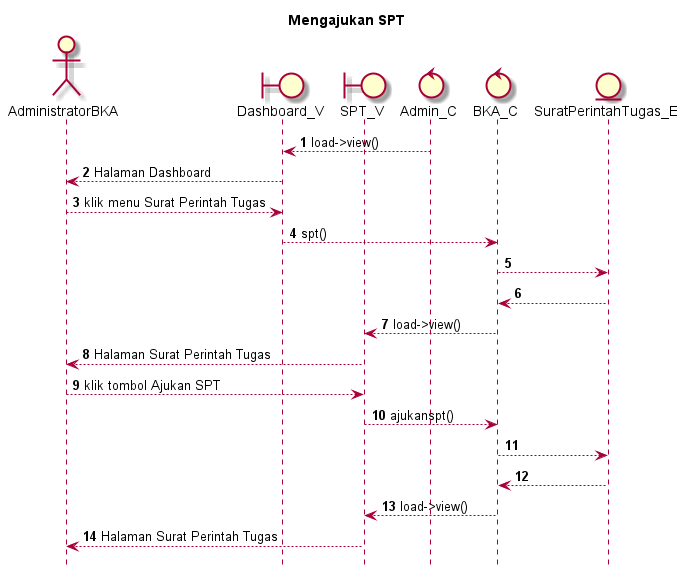 Mengajukan SPT
AdministratorBKA
Dashboard_V
SPT_V
Admin_C
BKA_C
SuratPerintahTugas_E
1 load->view()
2 Halaman Dashboard
3 klik menu Surat Perintah Tugas
4 spt()
5
6
7 load->view()
8 Halaman Surat Perintah Tugas
9 klik tombol Ajukan SPT
10 ajukanspt()
11
12
13 load->view()
14 Halaman Surat Perintah Tugas